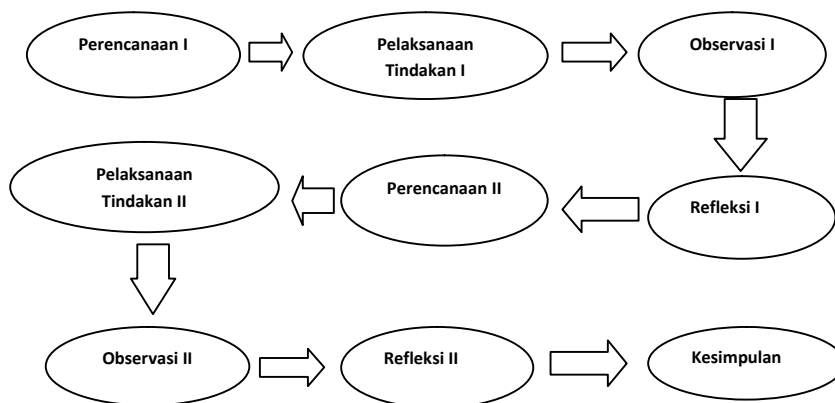 Perencanaan I
Pelaksanaan
Tindakan I
Observasi I
Refleksi I
Perencanaan II
Pelaksanaan
Tindakan II
Observasi II
Refleksi II
Kesimpulan